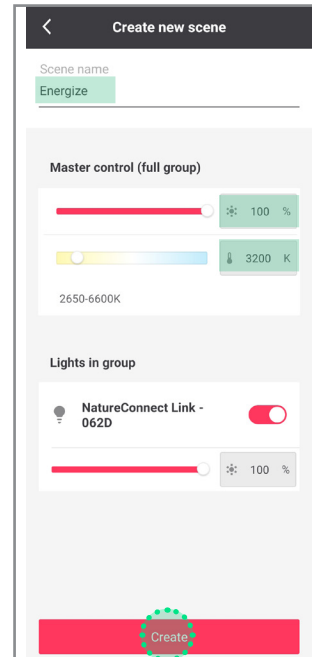 Create new scene
Scene name
Energize
Master control (full group)
100 %
3200 K
2650-6600K
Lights in group
NatureConnect Link -
062D
100 %
Create